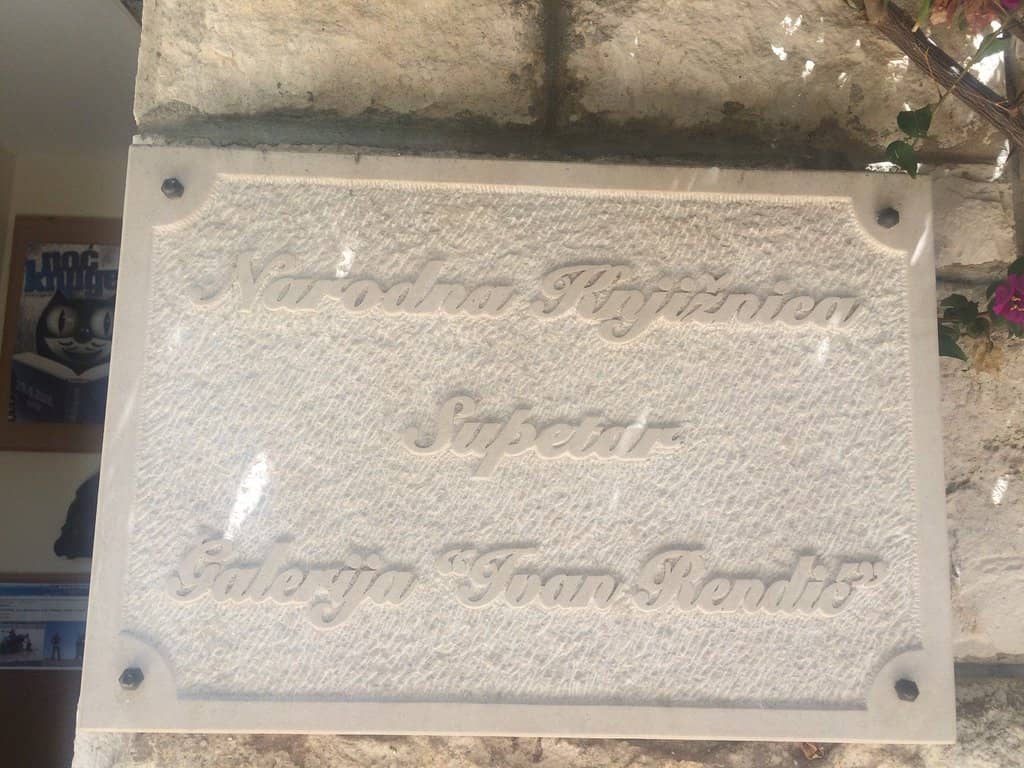 Narodna Knjižnica
Supetar
Galerija “Ivan Rendić”
noć
knjige